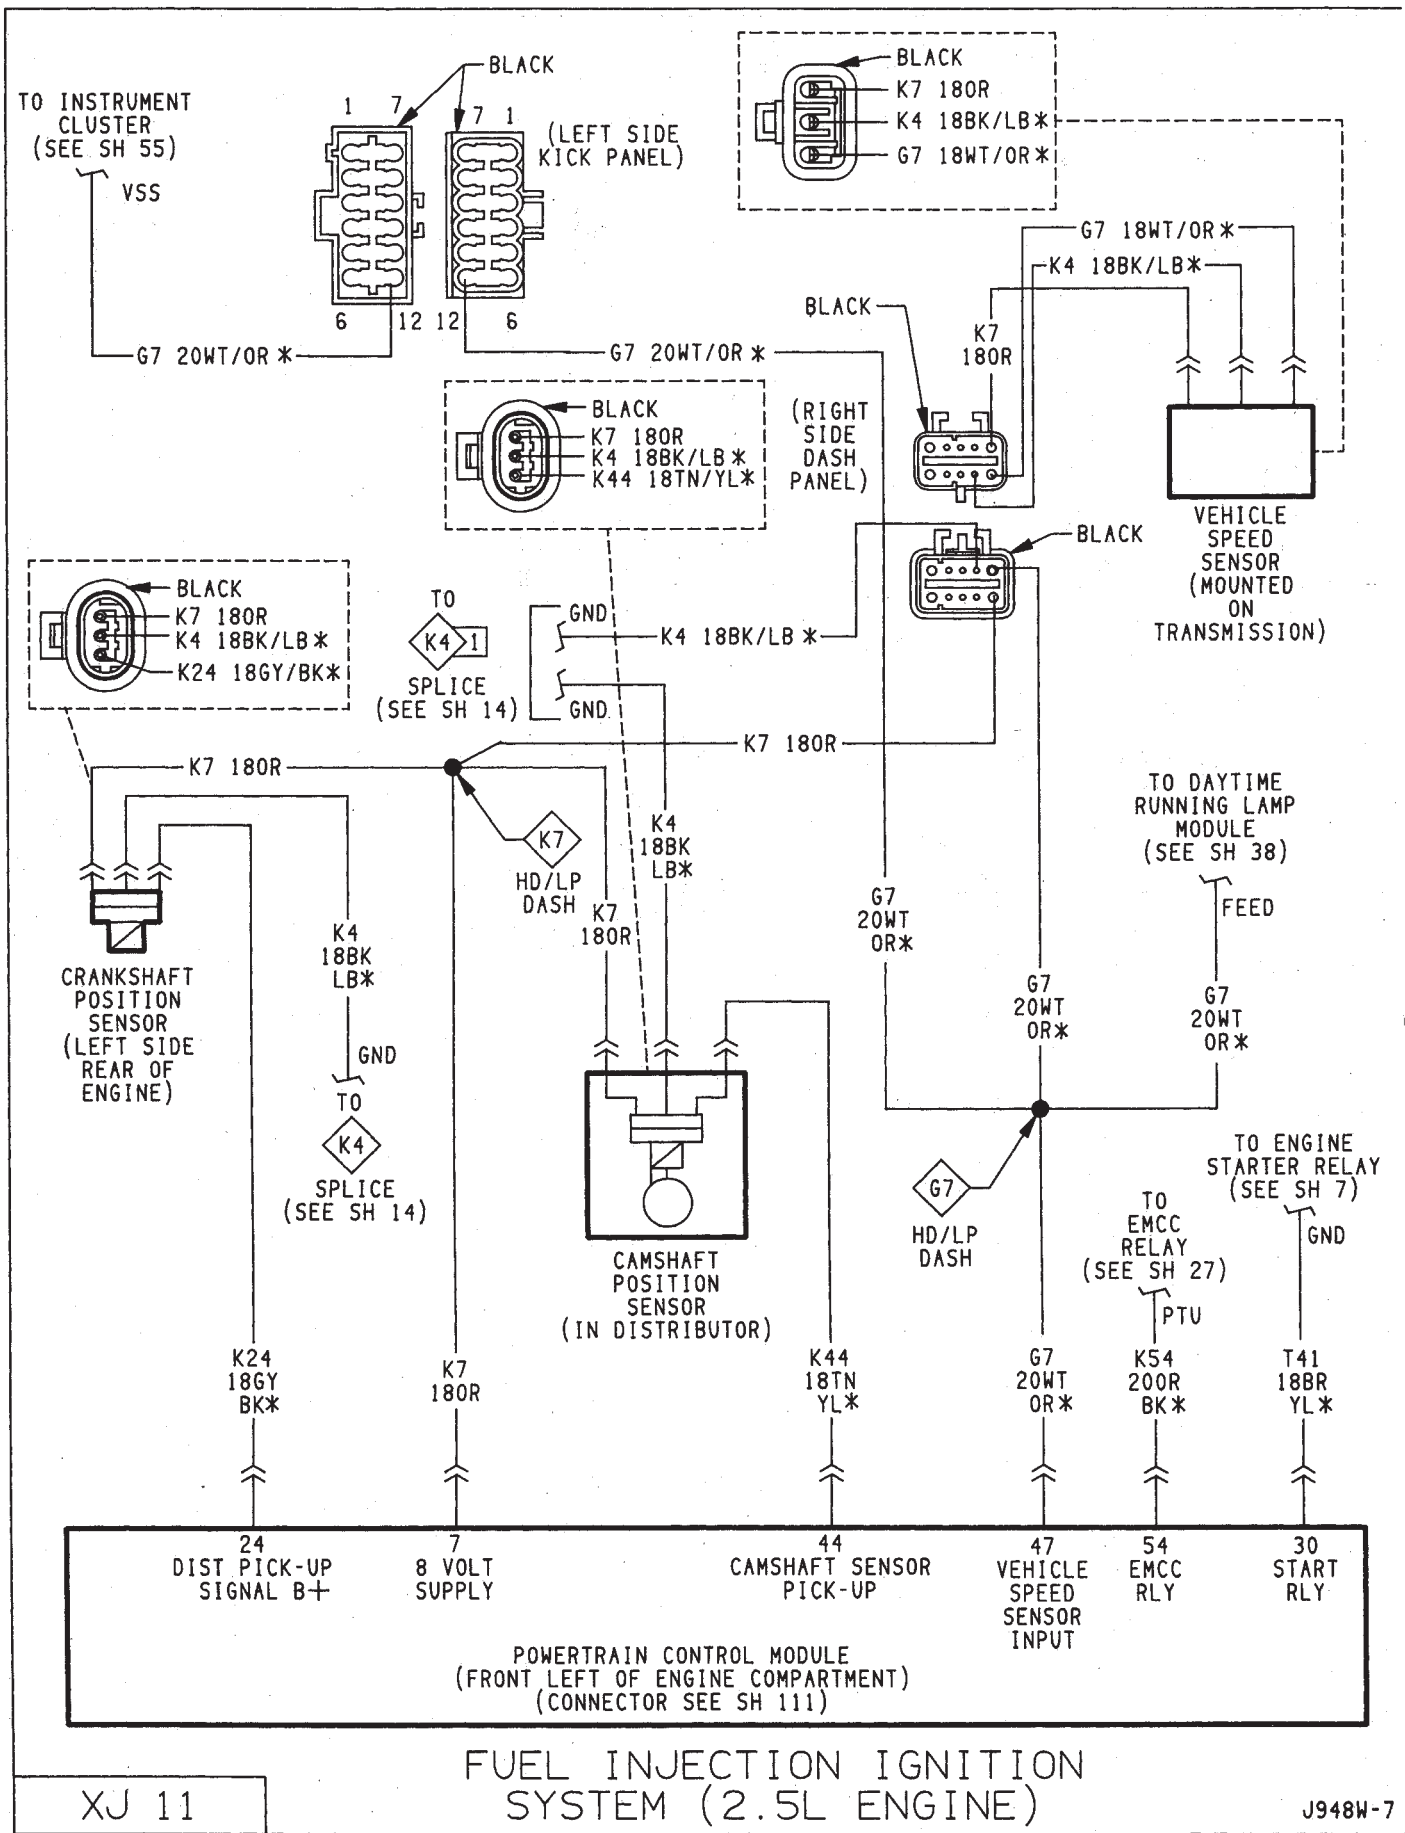 BLACK
TO INSTRUMENT
CLUSTER
(SEE SH 55)
VSS
1 7
7 1
(LEFT SIDE
KICK PANEL)
6 12 12 6
G7 20WT/OR*
G7 20WT/OR*
BLACK
K7 18OR
K4 18BK/LB*
G7 18WT/OR*
G7 18WT/OR*
K4 18BK/LB*
BLACK
K7
18OR
BLACK
K7 18OR
K4 18BK/LB*
K44 18TN/YL*
(RIGHT
SIDE
DASH
PANEL)
VEHICLE
SPEED
SENSOR
(MOUNTED
ON
TRANSMISSION)
BLACK
BLACK
K7 18OR
K4 18BK/LB*
K24 18GY/BK*
TO
K4 1
SPLICE
(SEE SH 14)
GND
K4 18BK/LB*
GND
K7 18OR
K7 18OR
K7
HD/LP
DASH
K4
18BK
LB*
TO DAYTIME
RUNNING LAMP
MODULE
(SEE SH 38)
FEED
K7
18OR
G7
20WT
OR*
K4
18BK
LB*
CRANKSHAFT
POSITION
SENSOR
(LEFT SIDE
REAR OF
ENGINE)
G7
20WT
OR*
G7
20WT
OR*
GND
TO
K4
SPLICE
(SEE SH 14)
G7
HD/LP
DASH
TO ENGINE
STARTER RELAY
(SEE SH 7)
GND
TO
EMCC
RELAY
(SEE SH 27)
PTU
CAMSHAFT
POSITION
SENSOR
(IN DISTRIBUTOR)
K24
18GY
BK*
K7
18OR
K44
18TN
YL*
G7
20WT
OR*
K54
20OR
BK*
T41
18BR
YL*
24
DIST PICK-UP
SIGNAL B+
7
8 VOLT
SUPPLY
44
CAMSHAFT SENSOR
PICK-UP
47
VEHICLE
SPEED
SENSOR
INPUT
54
EMCC
RLY
30
START
RLY
POWERTRAIN CONTROL MODULE
(FRONT LEFT OF ENGINE COMPARTMENT)
(CONNECTOR SEE SH 111)
FUEL INJECTION IGNITION
SYSTEM (2.5L ENGINE)
XJ 11
J948W-7